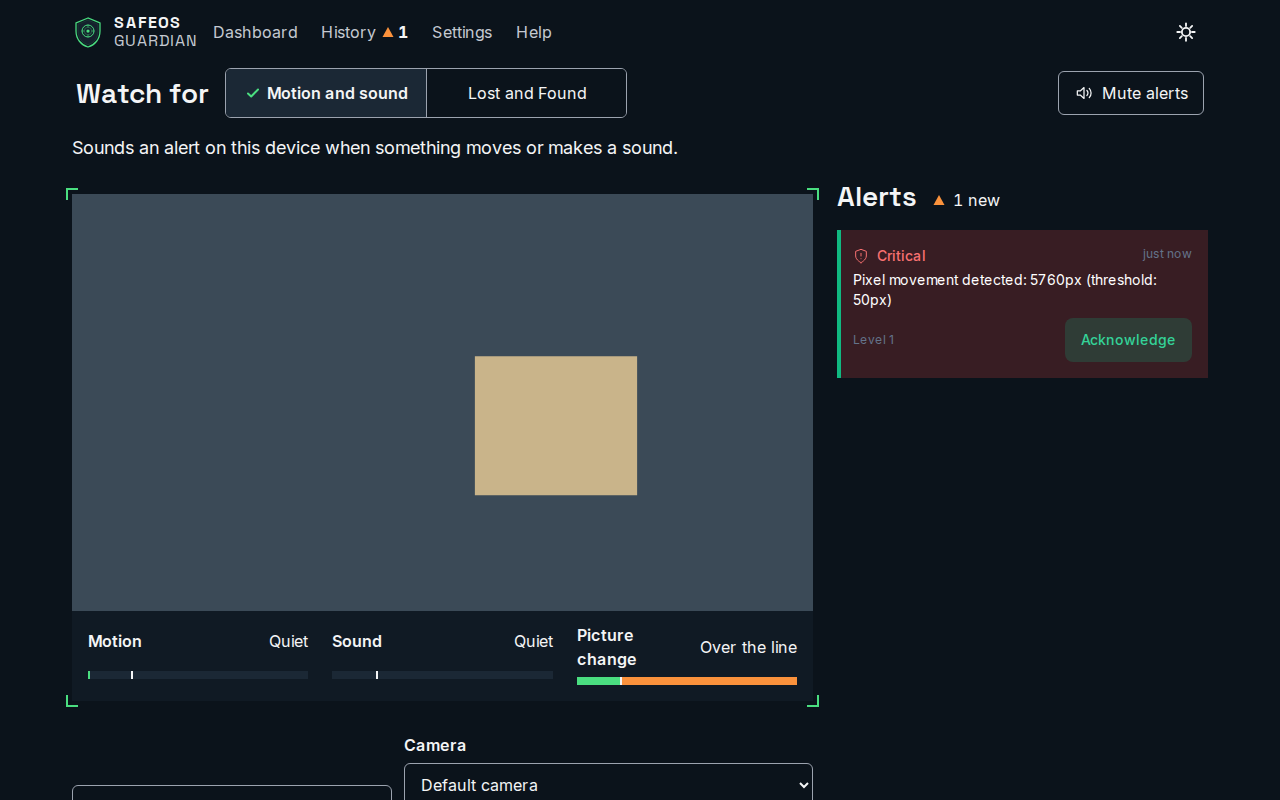 SAFEOS
GUARDIAN
Dashboard
History 1
Settings
Help
Watch for
Motion and sound
Lost and Found
Mute alerts
Sounds an alert on this device when something moves or makes a sound.
Alerts
1 new
Critical
just now
Pixel movement detected: 5760px (threshold:
50px)
Level 1
Acknowledge
Motion
Quiet
Sound
Quiet
Picture
change
Over the line
Camera
Default camera